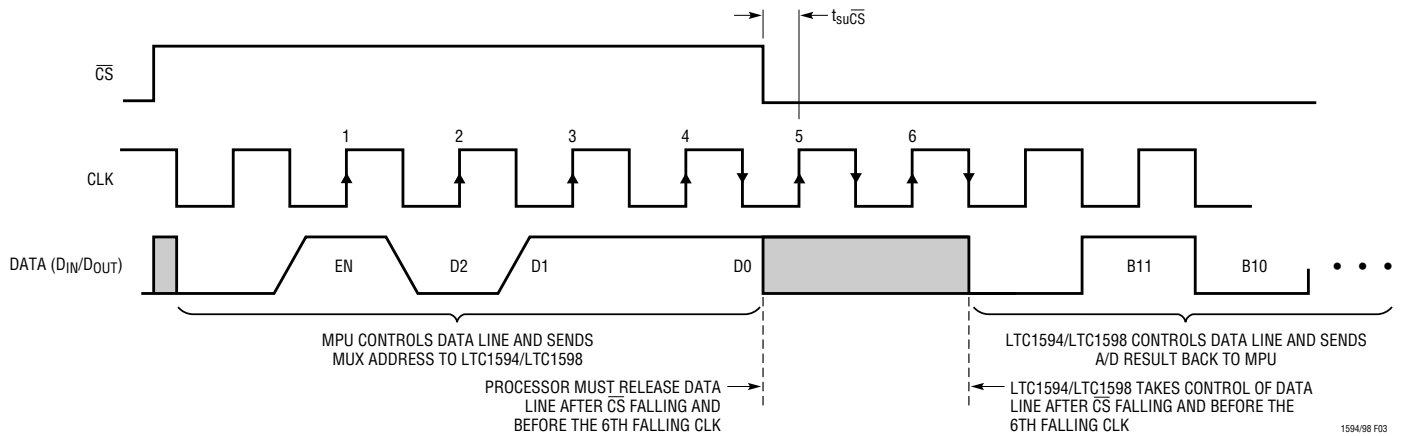 tsuCS
CS
1 2 3 4 5 6
CLK
DATA (DIN/DOUT)
EN D2 D1 D0 B11 B10 • • •
MPU CONTROLS DATA LINE AND SENDS
MUX ADDRESS TO LTC1594/LTC1598
LTC1594/LTC1598 CONTROLS DATA LINE AND SENDS
A/D RESULT BACK TO MPU
PROCESSOR MUST RELEASE DATA
LINE AFTER CS FALLING AND
BEFORE THE 6TH FALLING CLK
LTC1594/LTC1598 TAKES CONTROL OF DATA
LINE AFTER CS FALLING AND BEFORE THE
6TH FALLING CLK
1594/98 F03